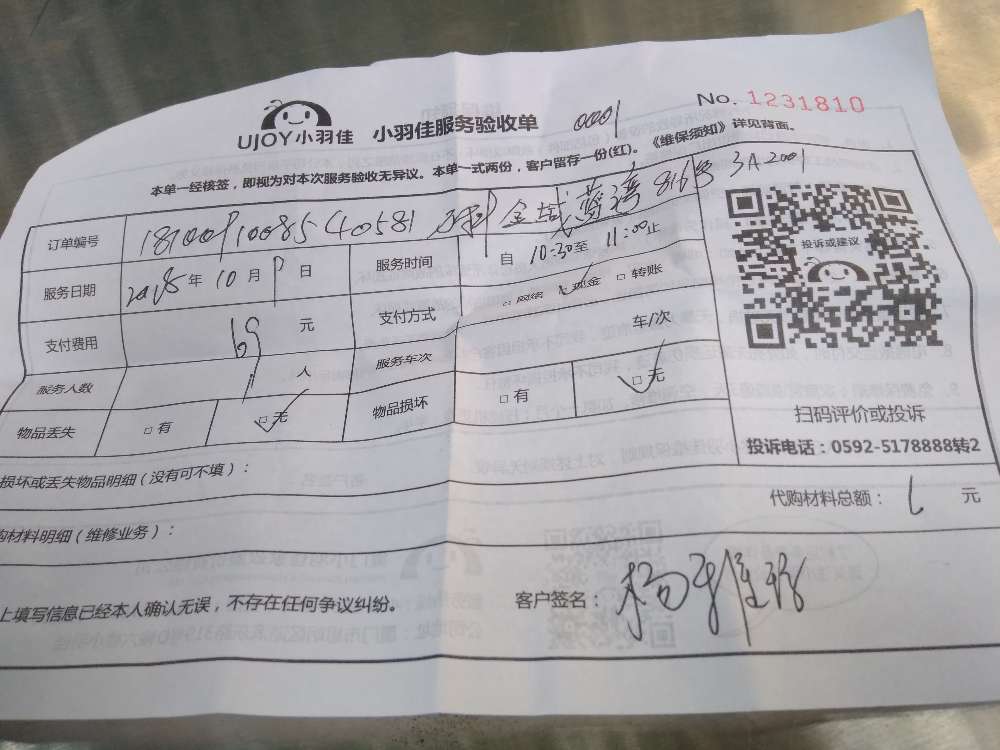 UJOY小羽佳 小羽佳服务验收单 0001 No. 1231810
本单一经核签,即视为对本次服务验收无异议。本单一式两份,客户留存一份(红)。《维保须知》详见背面。
订单编号 金域蓝湾 816号 3A2001
服务日期 2018年10月9日 服务时间 自10:30至11:00止
支付费用 69元 支付方式 □网络 □现金 □转账
服务人数 1人 服务车次 车/次
物品丢失 □有 □无 物品损坏 □有 □无
投诉或建议
扫码评价或投诉
投诉电话:0592-5178888转2
损坏或丢失物品明细(没有可不填):
代购材料总额: 元
购材料明细(维修业务):
上填写信息已经本人确认无误,不存在任何争议纠纷。 客户签名:杨